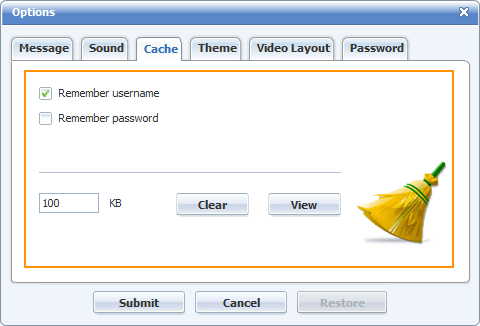 Options
Message Sound Cache Theme Video Layout Password
Remember username
Remember password
100 KB Clear View
Submit Cancel Restore